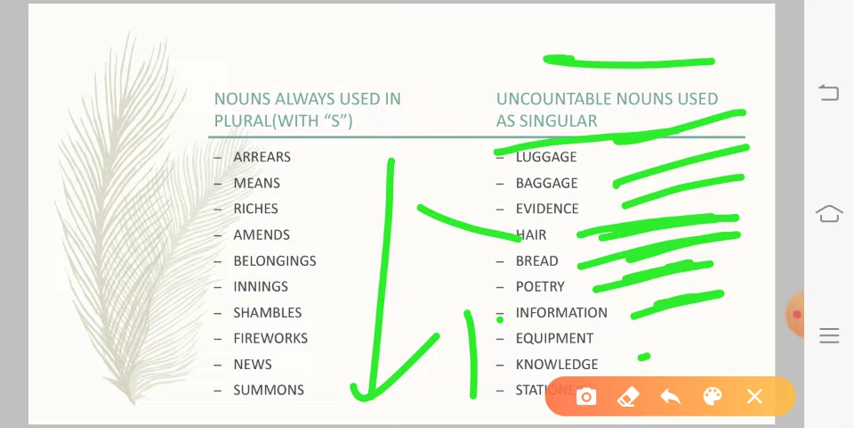 NOUNS ALWAYS USED IN
PLURAL(WITH “S”)
– ARREARS
– MEANS
– RICHES
– AMENDS
– BELONGINGS
– INNINGS
– SHAMBLES
– FIREWORKS
– NEWS
– SUMMONS
UNCOUNTABLE NOUNS USED
AS SINGULAR
– LUGGAGE
– BAGGAGE
– EVIDENCE
HAIR
– BREAD
– POETRY
– INFORMATION
– EQUIPMENT
– KNOWLEDGE